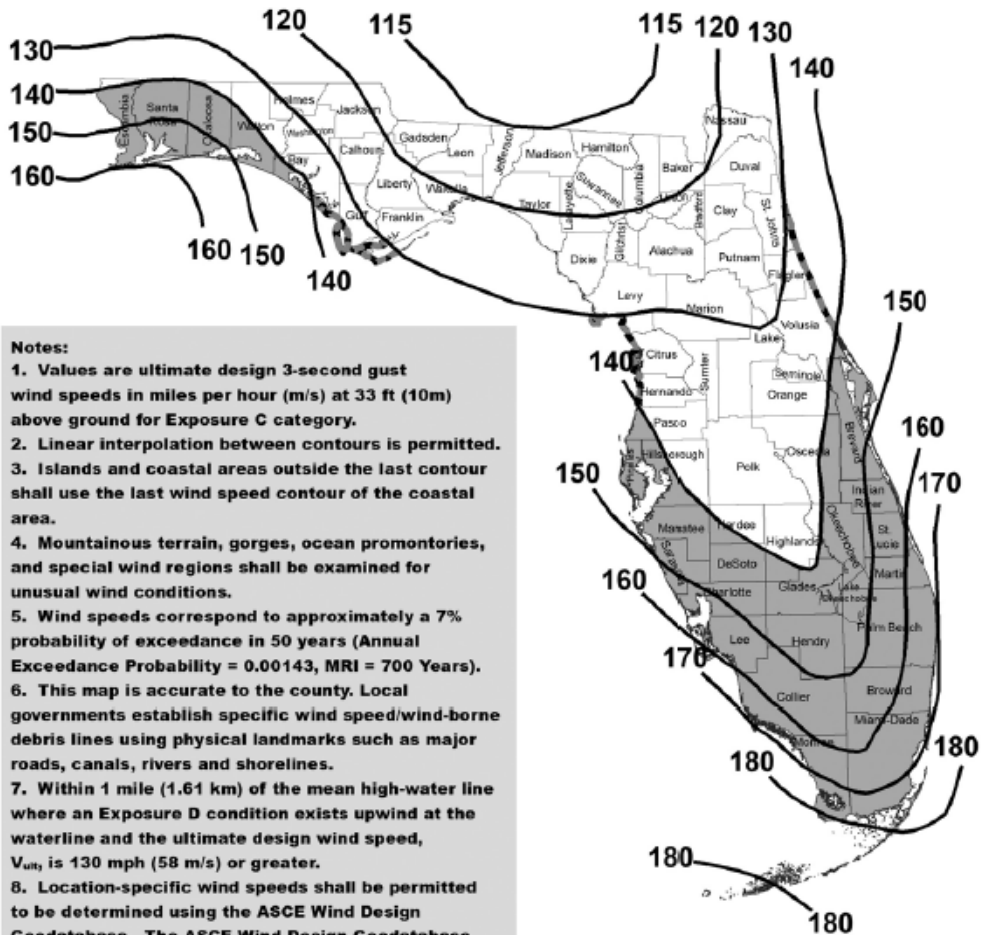 120
115
115
120
130
130
140
140
150
160
160
150
140
Escambia
Santa
Rosa
Okaloosa
Walton
Holmes
Washington
Bay
Jackson
Calhoun
Gulf
Gadaden
Liberty
Franklin
Leon
Wakulla
Jefferson
Madison
Taylor
Hamilton
Suwannee
Lafayette
Dixie
Columbia
Gilchrist
Baker
Union
Bradford
Nassau
Duval
Clay
St. Johns
Alachua
Putnam
Flagler
Levy
Marion
Volusia
Lake
150
140
Citrus
Sumter
Seminole
Hernando
Orange
Pasco
Hillsborough
Polk
Osceola
Brevard
160
170
150
Indian
River
Manatee
Hardee
Highlands
Okeechobee
St.
Lucie
Sarasota
DeSoto
Martin
160
Charlotte
Glades
Lake
Okeechobee
Lee
Hendry
Palm Beach
170
Collier
Broward
Miami-Dade
Monroe
180
180
180
180
Notes:
1. Values are ultimate design 3-second gust
wind speeds in miles per hour (m/s) at 33 ft (10m)
above ground for Exposure C category.
2. Linear interpolation between contours is permitted.
3. Islands and coastal areas outside the last contour
shall use the last wind speed contour of the coastal
area.
4. Mountainous terrain, gorges, ocean promontories,
and special wind regions shall be examined for
unusual wind conditions.
5. Wind speeds correspond to approximately a 7%
probability of exceedance in 50 years (Annual
Exceedance Probability = 0.00143, MRI = 700 Years).
6. This map is accurate to the county. Local
governments establish specific wind speed/wind-borne
debris lines using physical landmarks such as major
roads, canals, rivers and shorelines.
7. Within 1 mile (1.61 km) of the mean high-water line
where an Exposure D condition exists upwind at the
waterline and the ultimate design wind speed,
Vult, is 130 mph (58 m/s) or greater.
8. Location-specific wind speeds shall be permitted
to be determined using the ASCE Wind Design
Geodatabase. The ASCE Wind Design Geodatabase